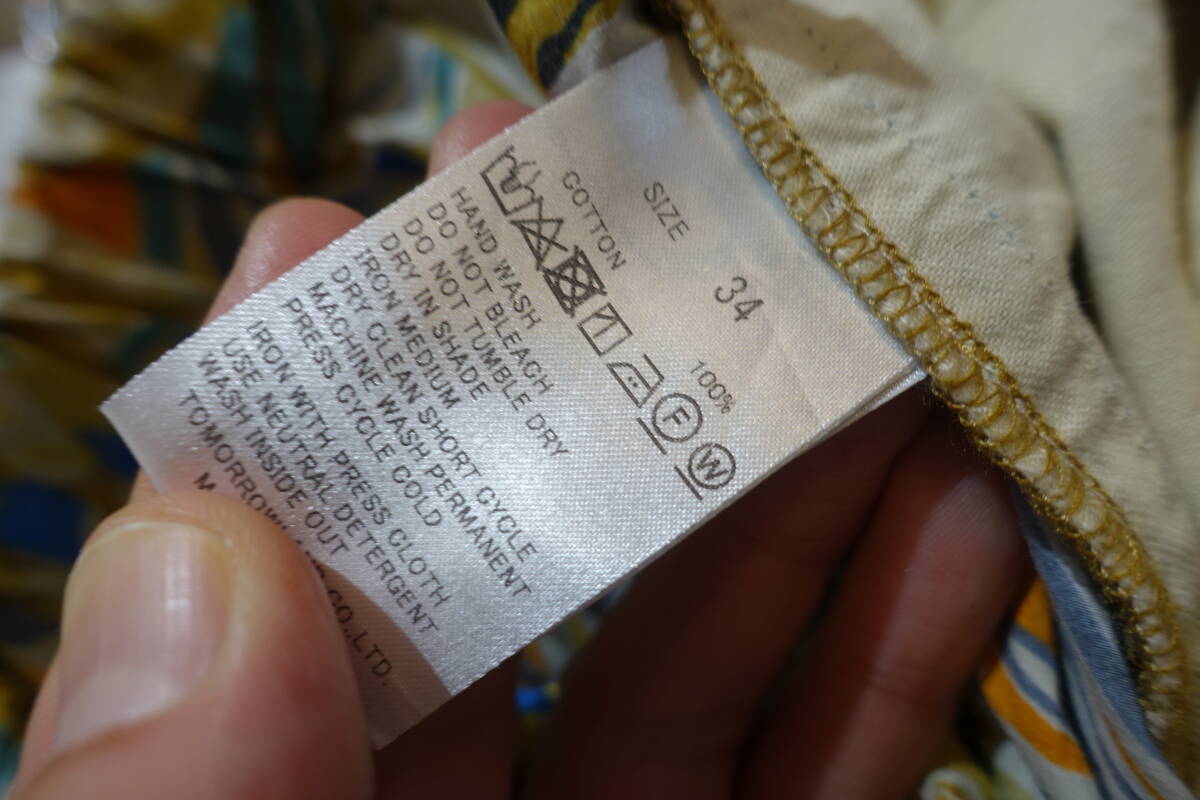 SIZE 34
COTTON 100%
F W
HAND WASH
DO NOT BLEACH
DO NOT TUMBLE DRY
DRY IN SHADE
IRON MEDIUM
DRY CLEAN SHORT CYCLE
MACHINE WASH PERMANENT
PRESS CYCLE COLD
IRON WITH PRESS CLOTH
USE NEUTRAL DETERGENT
WASH INSIDE OUT
TOMORROWLAND CO.,LTD.